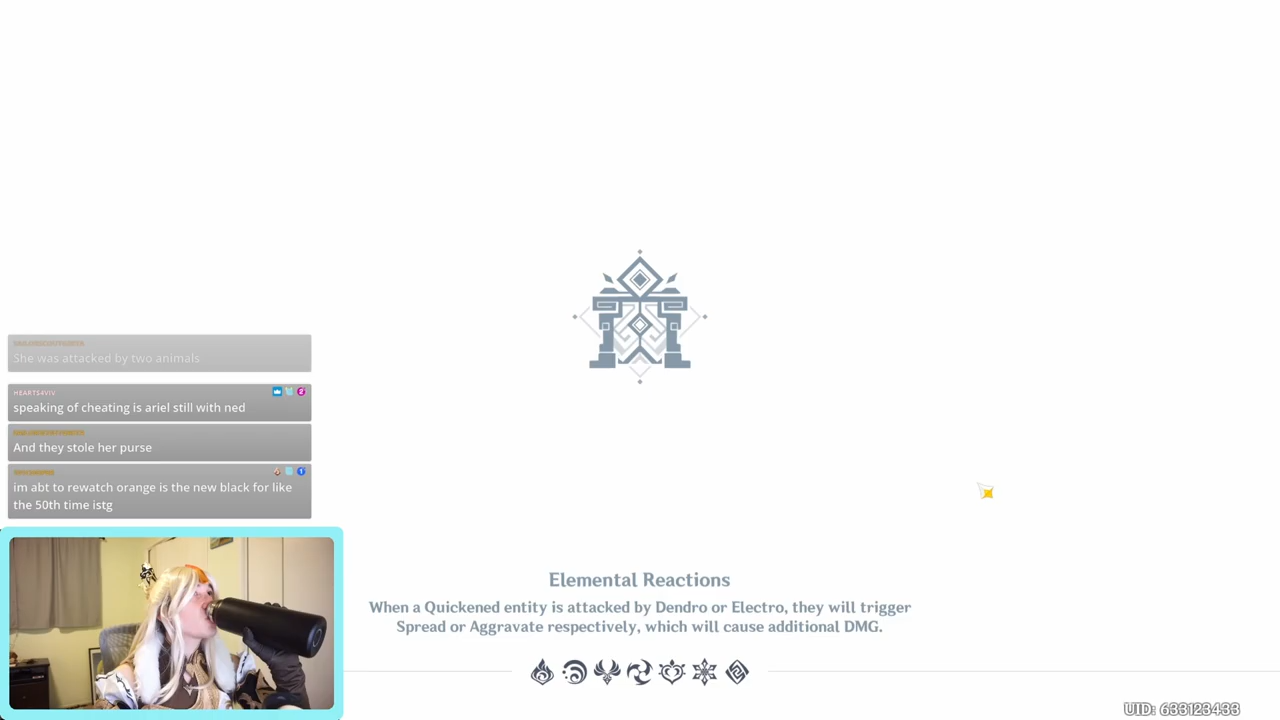 She was attacked by two animals
HEARTS4VIV
speaking of cheating is ariel still with ned
And they stole her purse
im abt to rewatch orange is the new black for like
the 50th time istg
Elemental Reactions
When a Quickened entity is attacked by Dendro or Electro, they will trigger
Spread or Aggravate respectively, which will cause additional DMG.
UID: 633123433